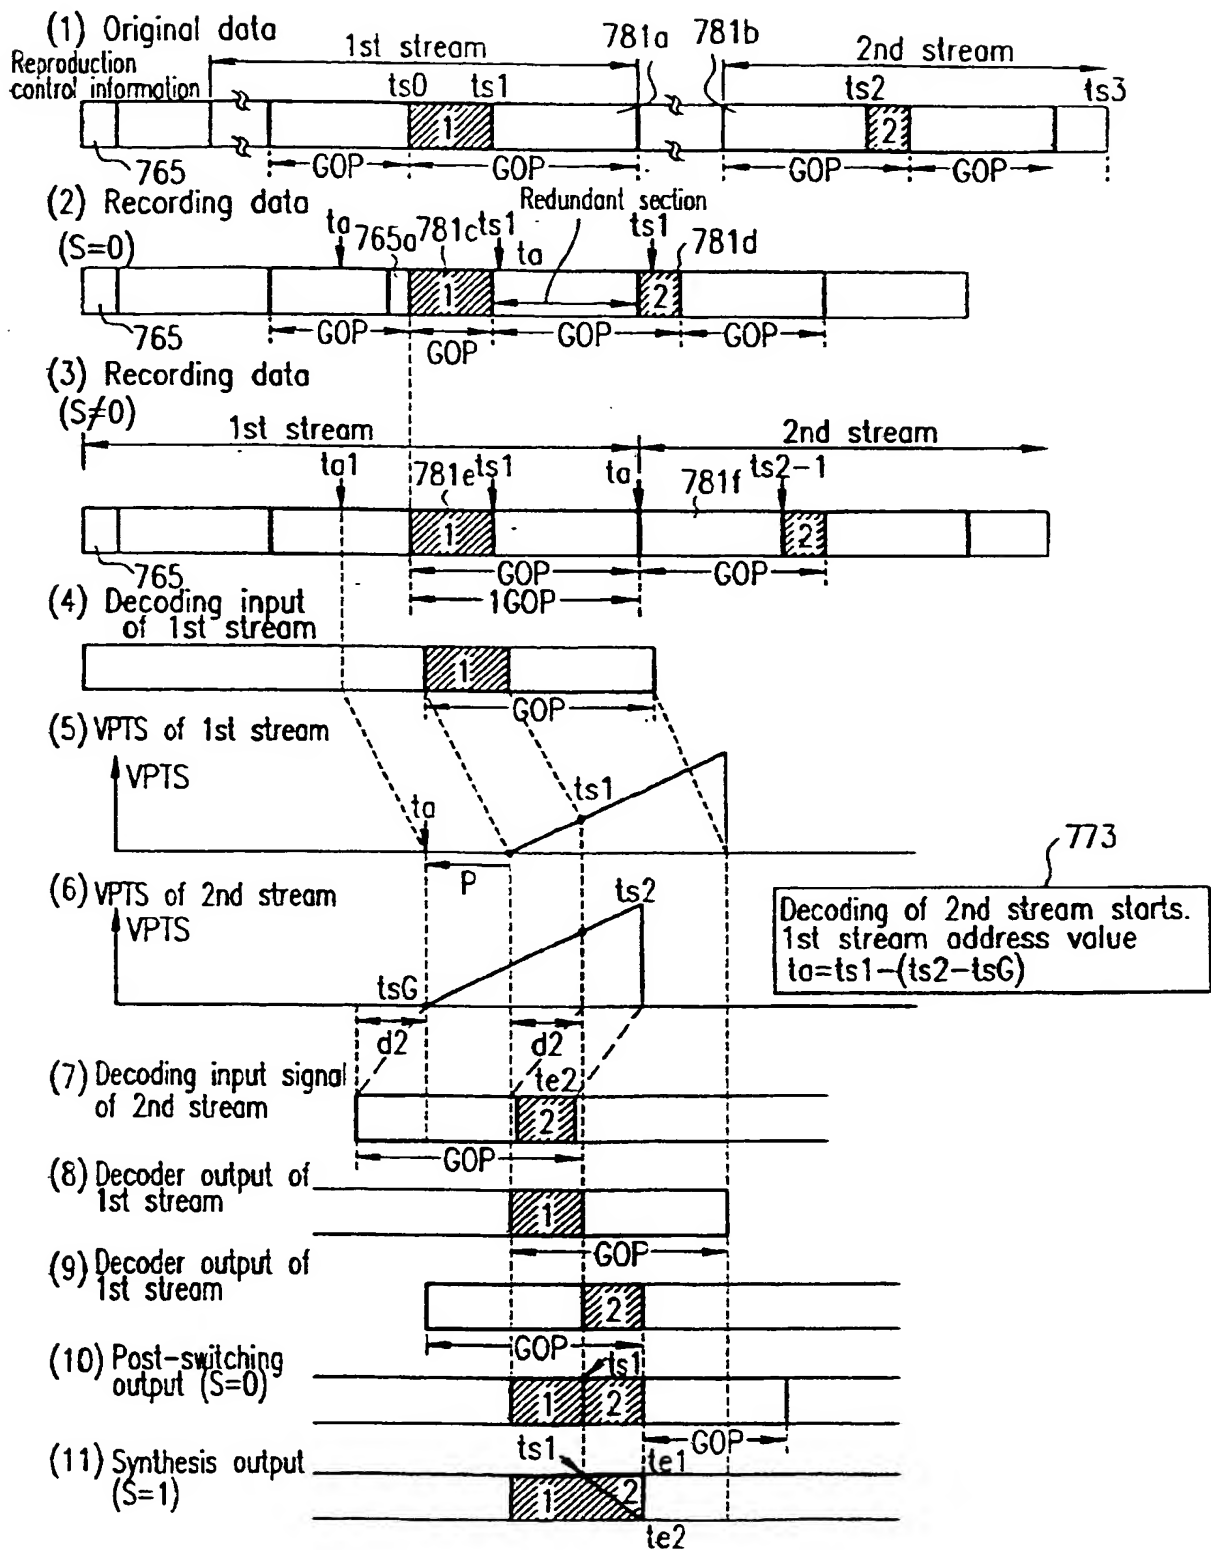 (1) Original data
Reproduction
control information
1st stream
781a
781b
2nd stream
ts0
ts1
ts2
ts3
1
2
765
GOP
GOP
GOP
GOP
(2) Recording data
(S=0)
Redundant section
ta
765a
781c
ts1
ta
ts1
781d
1
2
765
GOP
GOP
GOP
GOP
(3) Recording data
(S≠0)
1st stream
2nd stream
ta1
781e
ts1
ta
781f
ts2-1
1
2
765
GOP
GOP
1GOP
(4) Decoding input
of 1st stream
1
GOP
(5) VPTS of 1st stream
VPTS
ts1
ta
P
773
(6) VPTS of 2nd stream
VPTS
ts2
tsG
Decoding of 2nd stream starts.
1st stream address value
ta=ts1-(ts2-tsG)
d2
d2
(7) Decoding input signal
of 2nd stream
te2
2
GOP
(8) Decoder output of
1st stream
1
GOP
(9) Decoder output of
1st stream
2
GOP
(10) Post-switching
output (S=0)
ts1
1
2
GOP
(11) Synthesis output
(S=1)
ts1
te1
1
2
te2